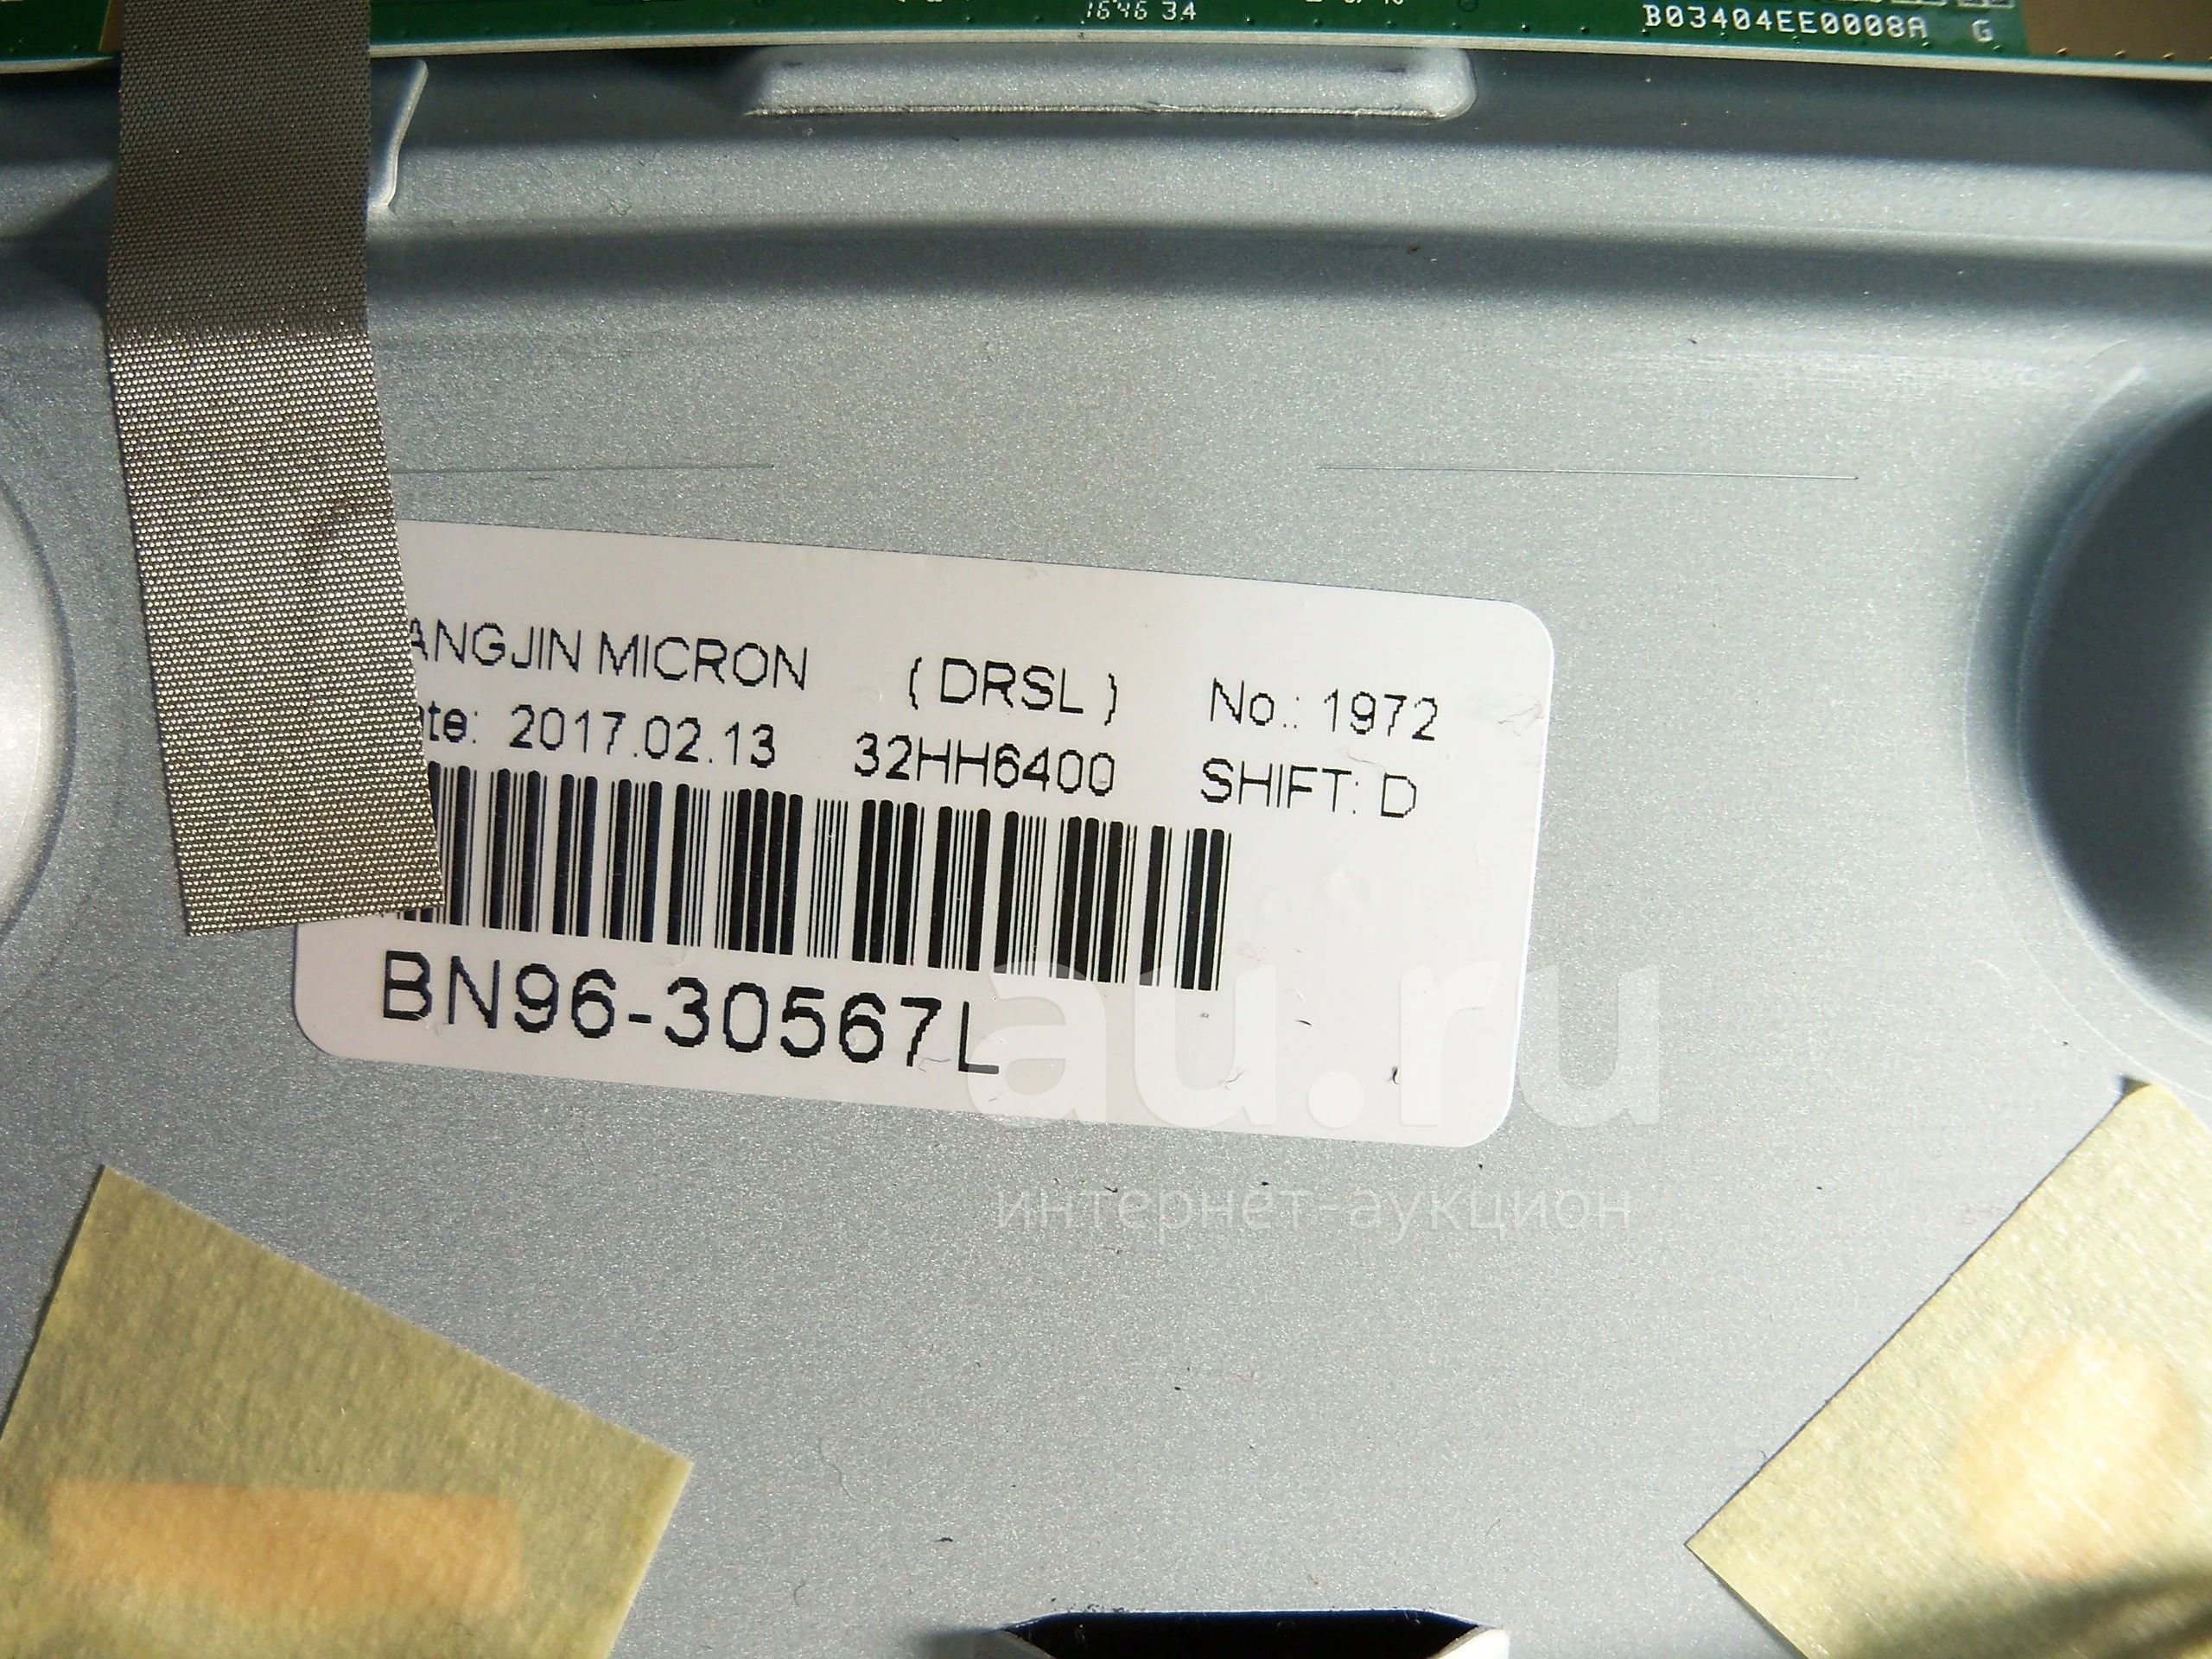 1646 34
B03404EE0008A G
ANGJIN MICRON ( DRSL ) No.: 1972
te: 2017.02.13 32HH6400 SHIFT: D
BN96-30567L
au.ru
интернет-аукцион